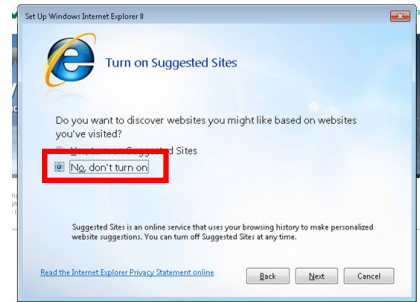 Set Up Windows Internet Explorer 8
Turn on Suggested Sites
Do you want to discover websites you might like based on websites
you've visited?
Sites
No, don't turn on
Suggested Sites is an online service that uses your browsing history to make personalized
website suggestions. You can turn off Suggested Sites at any time.
Read the Internet Explorer Privacy Statement online
Back
Next
Cancel